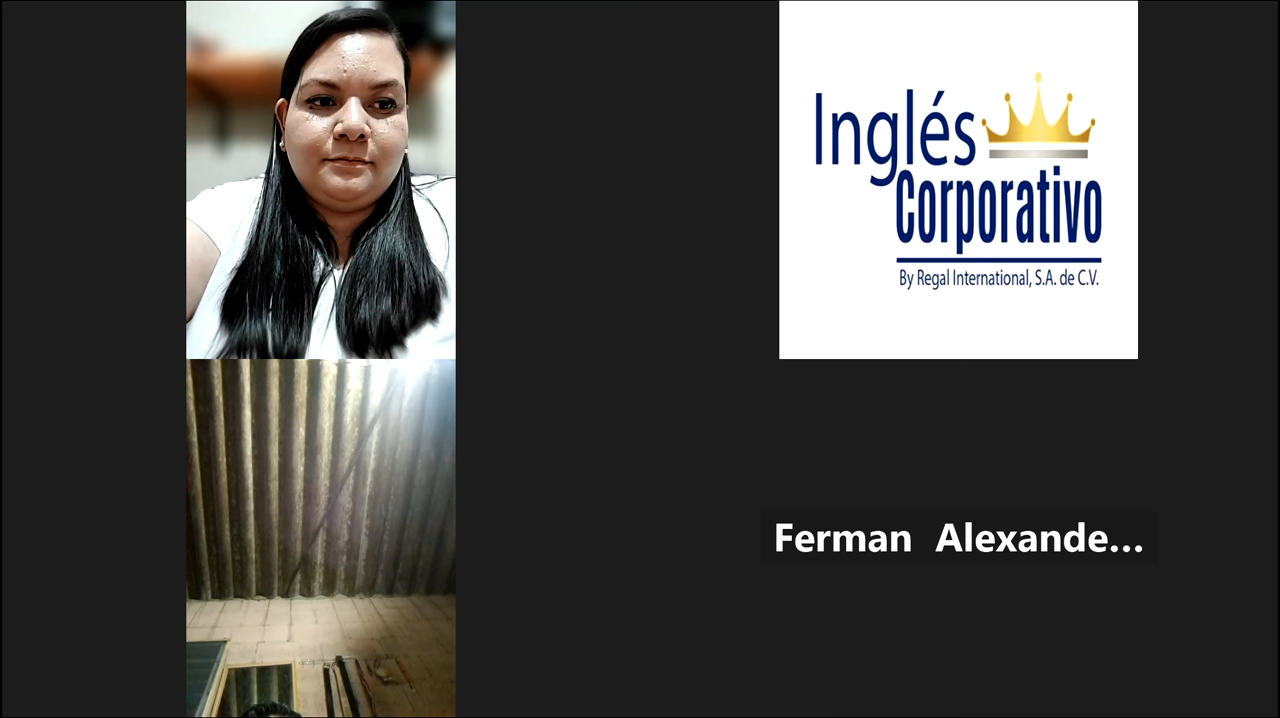 Inglés
Corporativo
By Regal International, S.A. de C.V.
Ferman Alexande...